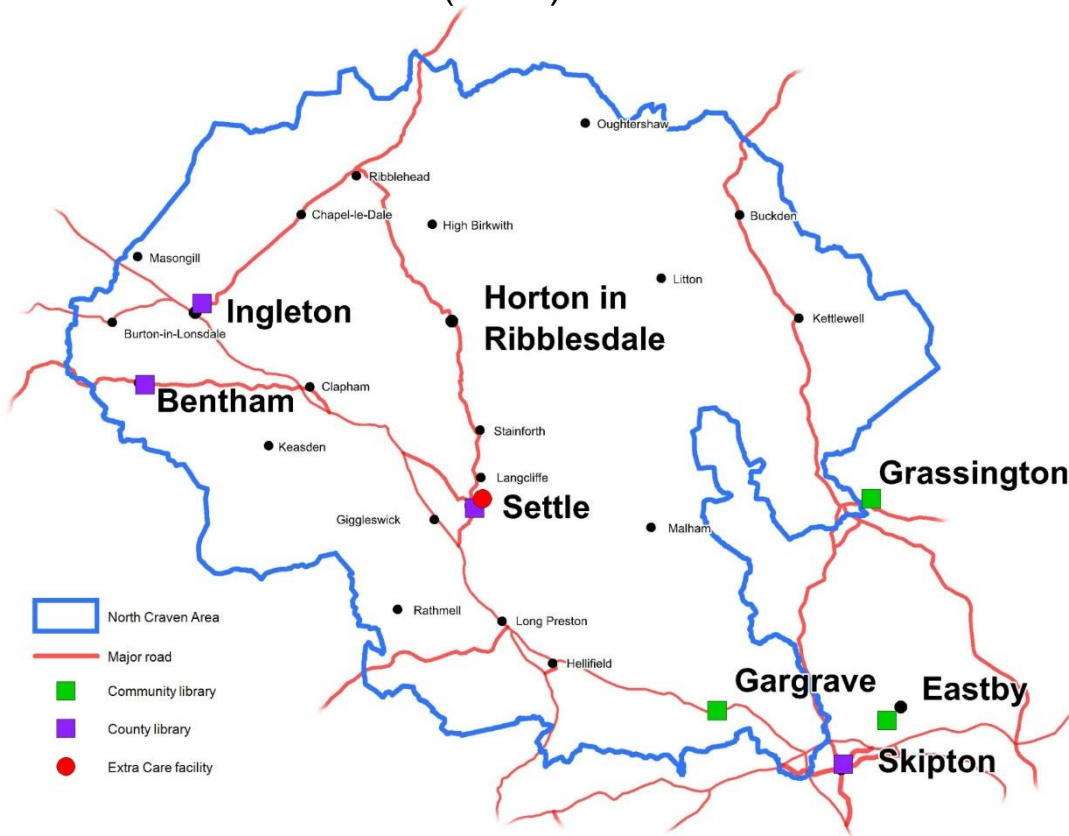 Oughtershaw
Ribblehead
Chapel-le-Dale
High Birkwith
Buckden
Masongill
Litton
Ingleton
Horton in
Ribblesdale
Kettlewell
Burton-in-Lonsdale
Clapham
Bentham
Keasden
Stainforth
Langcliffe
Grassington
Settle
Giggleswick
Malham
Rathmell
Long Preston
Hellifield
Gargrave
Eastby
Skipton
North Craven Area
Major road
Community library
County library
Extra Care facility